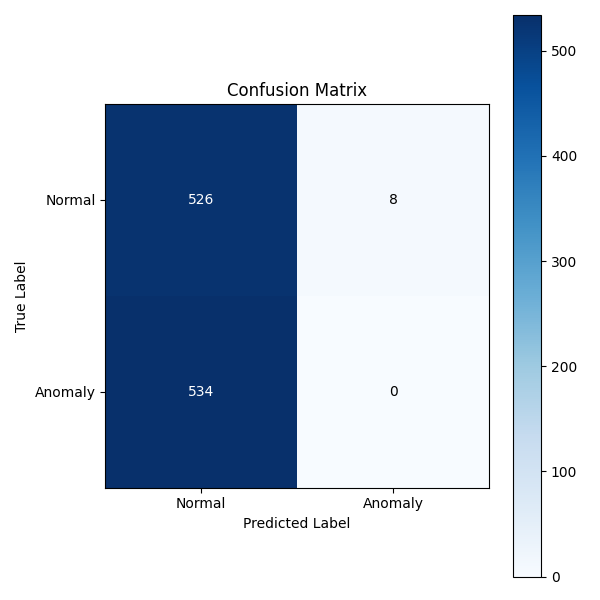 Confusion Matrix
500
400
300
200
100
0
True Label
Normal
526
8
Anomaly
534
0
Normal
Anomaly
Predicted Label